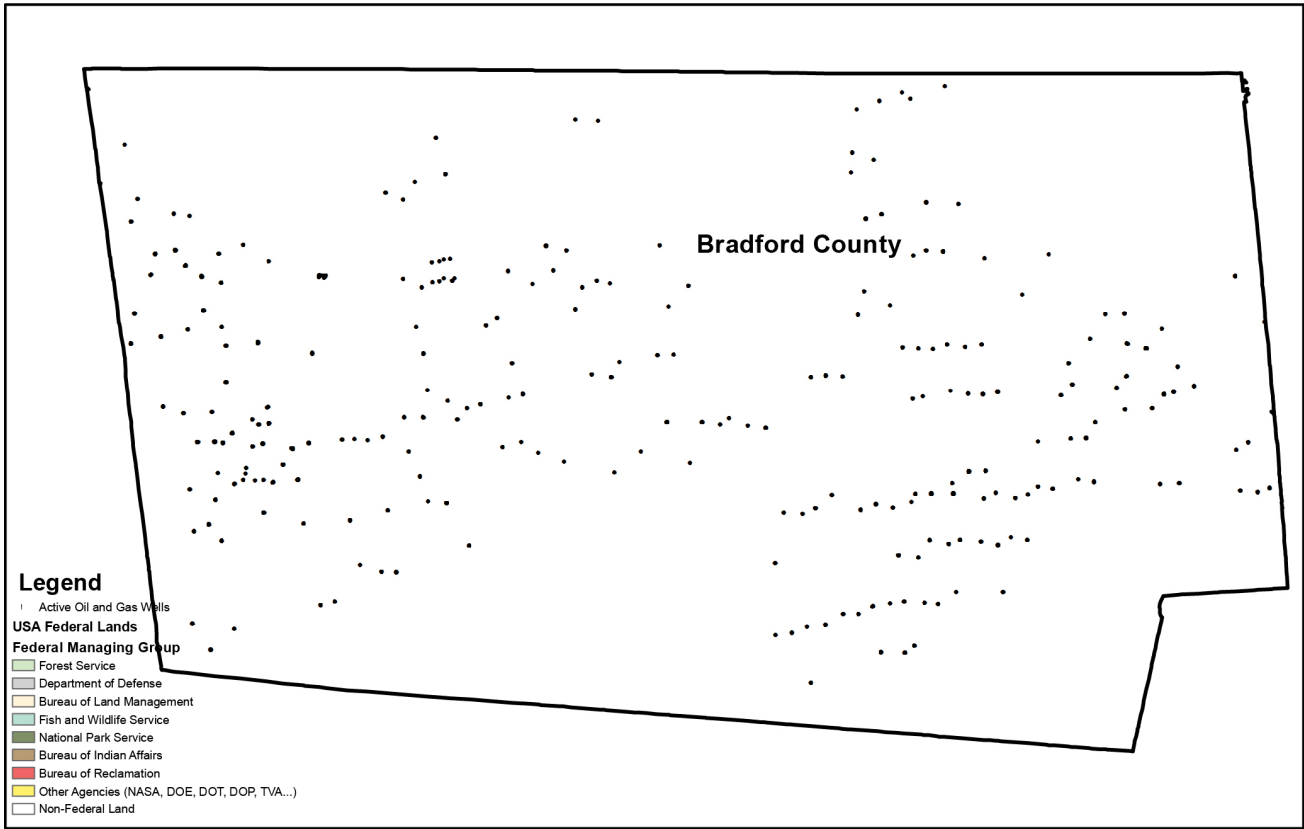 Bradford County
Legend
Active Oil and Gas Wells
USA Federal Lands
Federal Managing Group
Forest Service
Department of Defense
Bureau of Land Management
Fish and Wildlife Service
National Park Service
Bureau of Indian Affairs
Bureau of Reclamation
Other Agencies (NASA, DOE, DOT, DOP, TVA...)
Non-Federal Land